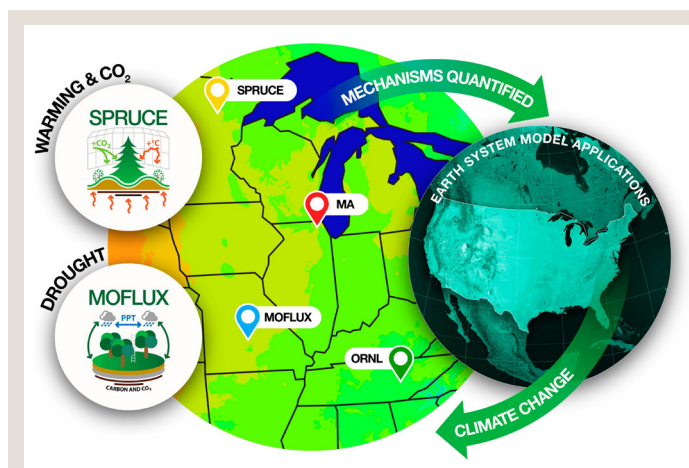 WARMING & CO₂
SPRUCE
+CO₂
+°C
DROUGHT
MOFLUX
PPT
CARBON AND CO₂
SPRUCE
MA
MOFLUX
ORNL
MECHANISMS QUANTIFIED
EARTH SYSTEM MODEL APPLICATIONS
CLIMATE CHANGE